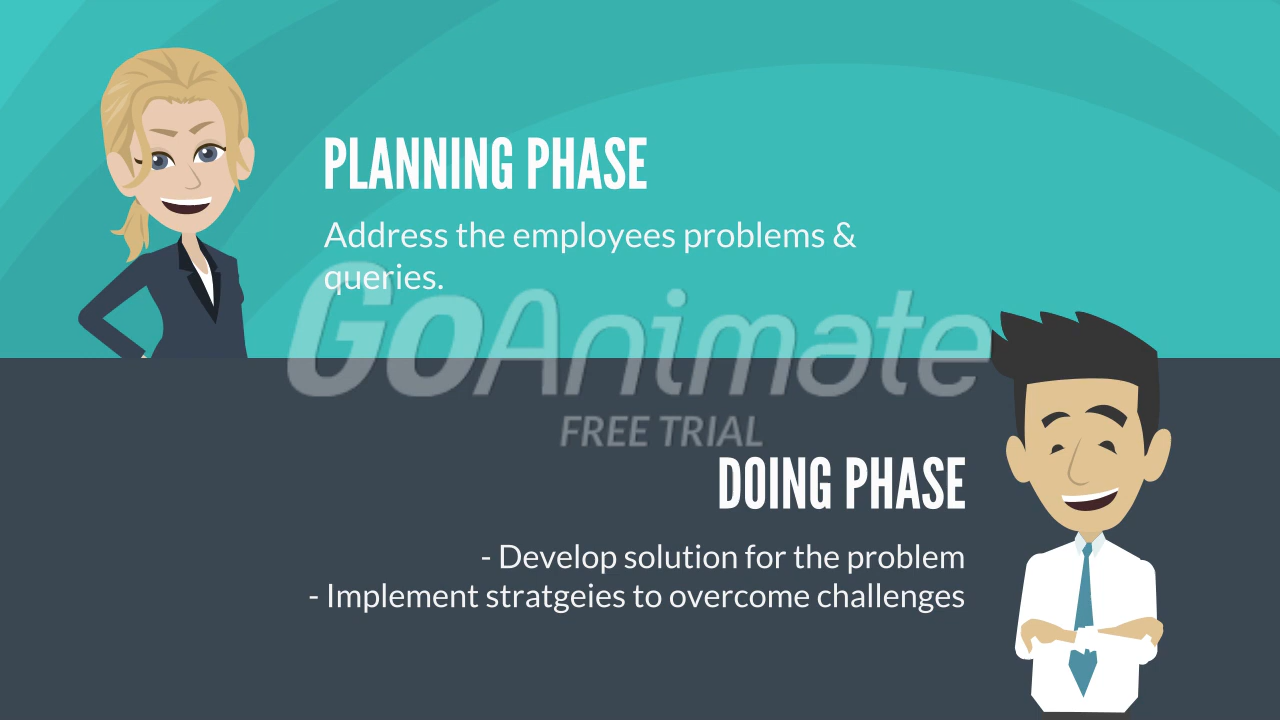 PLANNING PHASE
Address the employees problems &
queries.
GoAnimate
FREE TRIAL
DOING PHASE
- Develop solution for the problem
- Implement stratgeies to overcome challenges